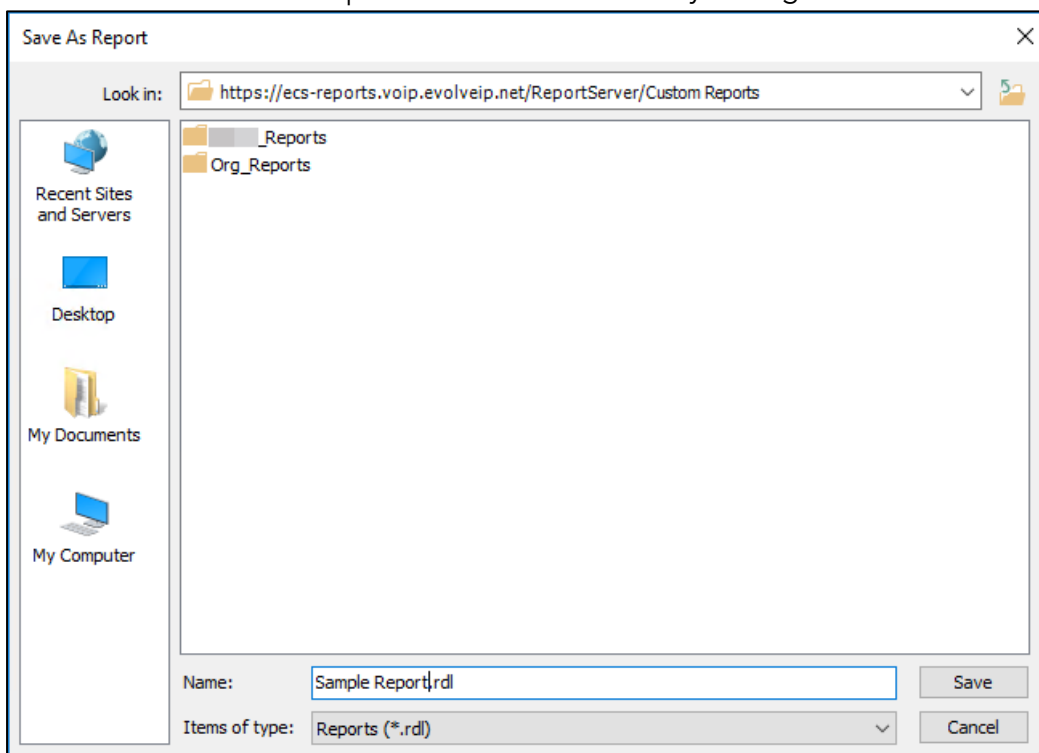 Save As Report
Look in: https://ecs-reports.voip.evolveip.net/ReportServer/Custom Reports
_Reports
Org_Reports
Recent Sites
and Servers
Desktop
My Documents
My Computer
Name: Sample Report.rdl Save
Items of type: Reports (*.rdl) Cancel